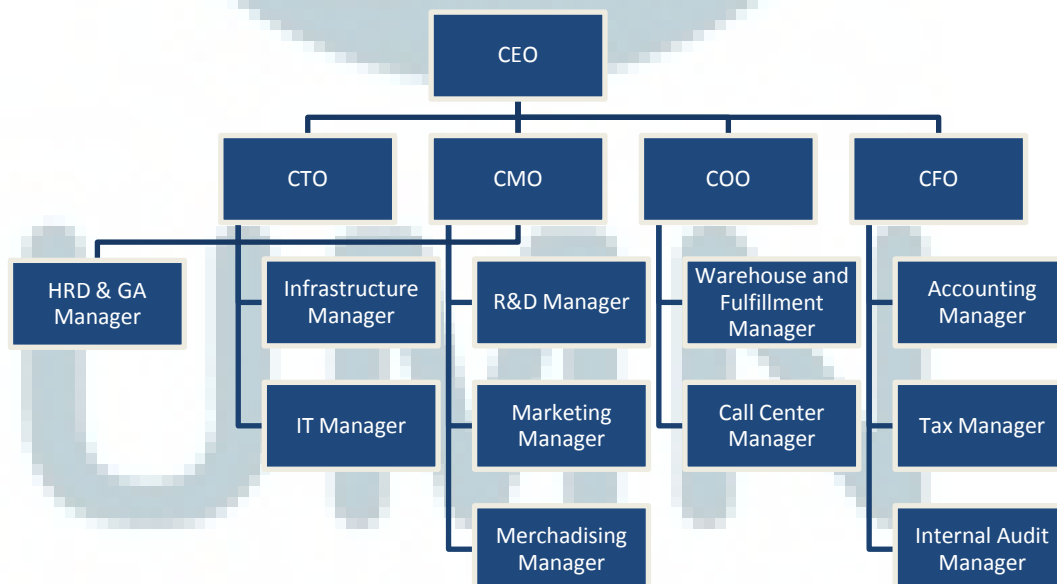 CEO
CTO
CMO
COO
CFO
HRD & GA
Manager
Infrastructure
Manager
R&D Manager
Warehouse and
Fulfillment
Manager
Accounting
Manager
IT Manager
Marketing
Manager
Call Center
Manager
Tax Manager
Merchadising
Manager
Internal Audit
Manager
UMN